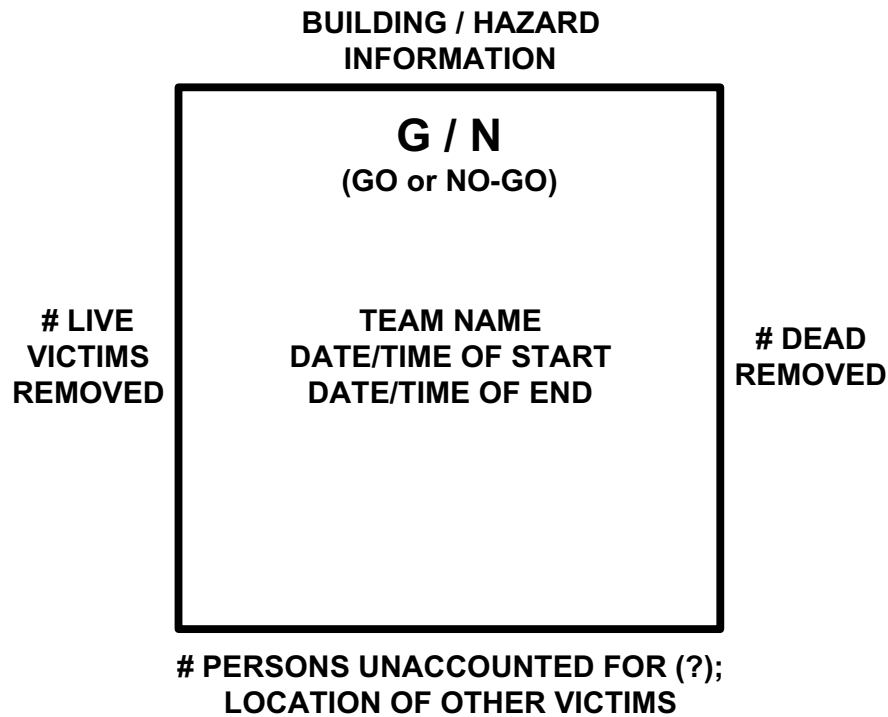 BUILDING / HAZARD
INFORMATION
G / N
(GO or NO-GO)
# LIVE
VICTIMS
REMOVED
TEAM NAME
DATE/TIME OF START
DATE/TIME OF END
# DEAD
REMOVED
# PERSONS UNACCOUNTED FOR (?);
LOCATION OF OTHER VICTIMS